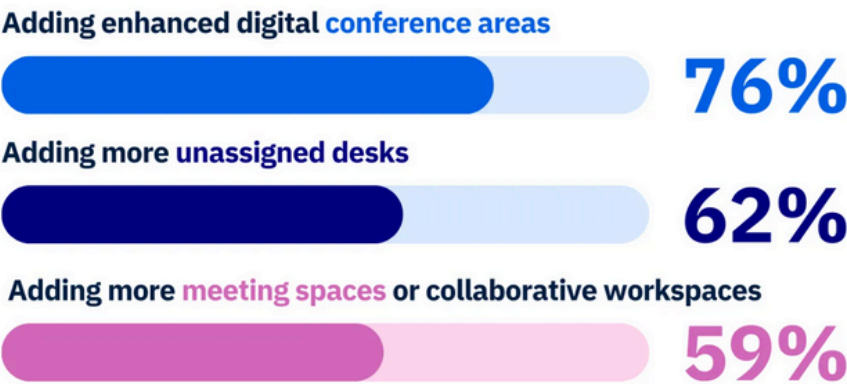 Adding enhanced digital conference areas
76%
Adding more unassigned desks
62%
Adding more meeting spaces or collaborative workspaces
59%